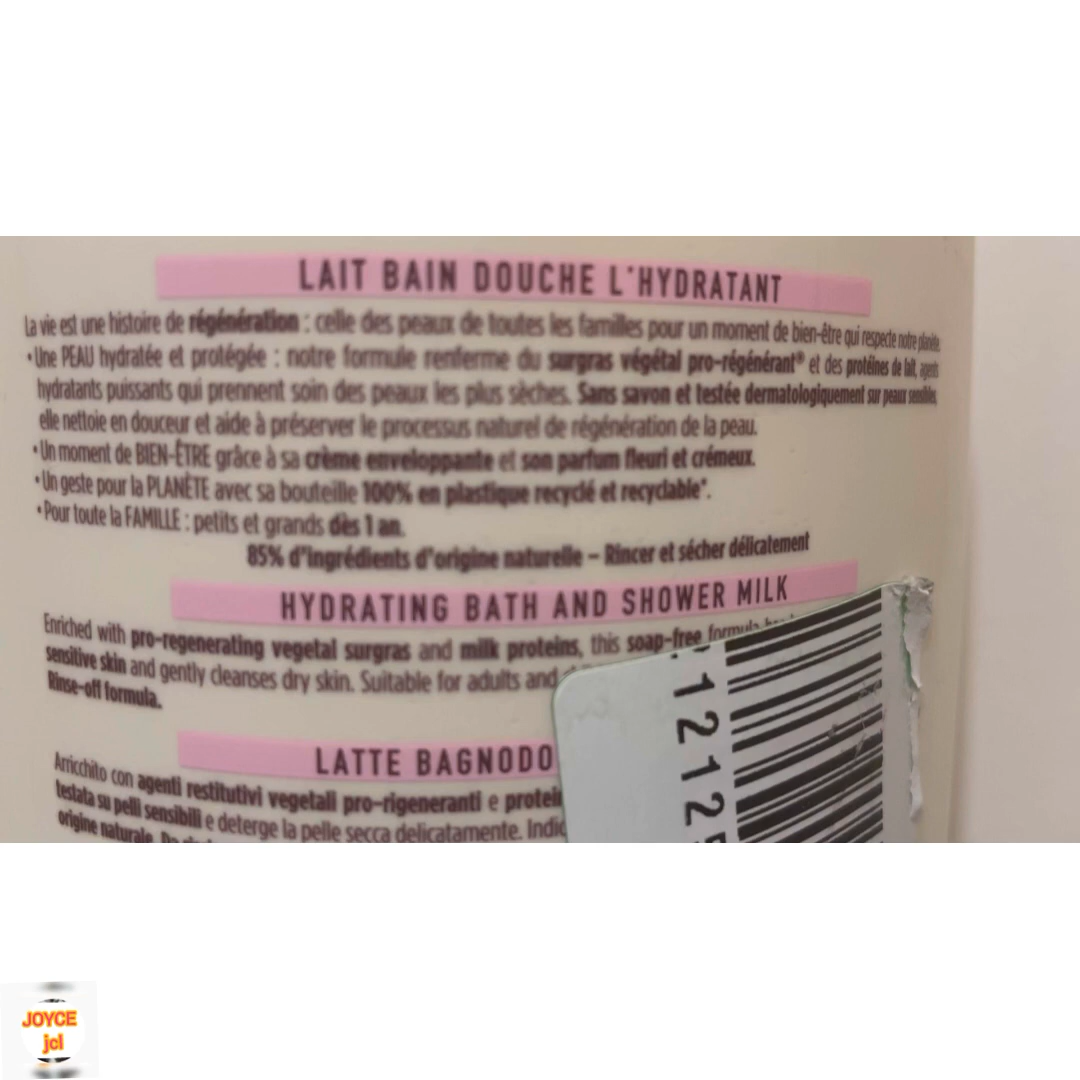 LAIT BAIN DOUCHE L'HYDRATANT
La vie est une histoire de régénération : celle des peaux de toutes les familles pour un moment de bien-être qui respecte notre planète.
•Une PEAU hydratée et protégée : notre formule renferme du surgras végétal pro-régénérant® et des protéines de lait, agents
hydratants puissants qui prennent soin des peaux les plus sèches. Sans savon et testée dermatologiquement sur peaux sensibles,
elle nettoie en douceur et aide à préserver le processus naturel de régénération de la peau.
•Un moment de BIEN-ÊTRE grâce à sa crème enveloppante et son parfum fleuri et crémeux.
•Un geste pour la PLANÈTE avec sa bouteille 100% en plastique recyclé et recyclable*.
•Pour toute la FAMILLE : petits et grands dès 1 an.
85% d'ingrédients d'origine naturelle – Rincer et sécher délicatement
HYDRATING BATH AND SHOWER MILK
Enriched with pro-regenerating vegetal surgras and milk proteins, this soap-free formula
sensitive skin and gently cleanses dry skin. Suitable for adults and
Rinse-off formula.
LATTE BAGNODO
Arricchito con agenti restitutivi vegetali pro-rigeneranti e protein
testata su pelli sensibili e deterge la pelle secca delicatamente. Indic
origine naturale.
12125
JOYCE
jcl